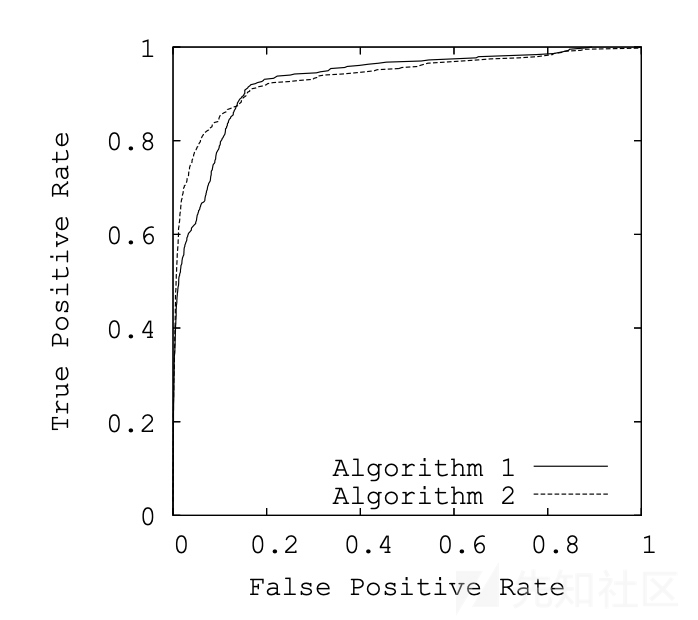 1
0.8
0.6
0.4
0.2
0
True Positive Rate
Algorithm 1
Algorithm 2
0 0.2 0.4 0.6 0.8 1
False Positive Rate
先知社区